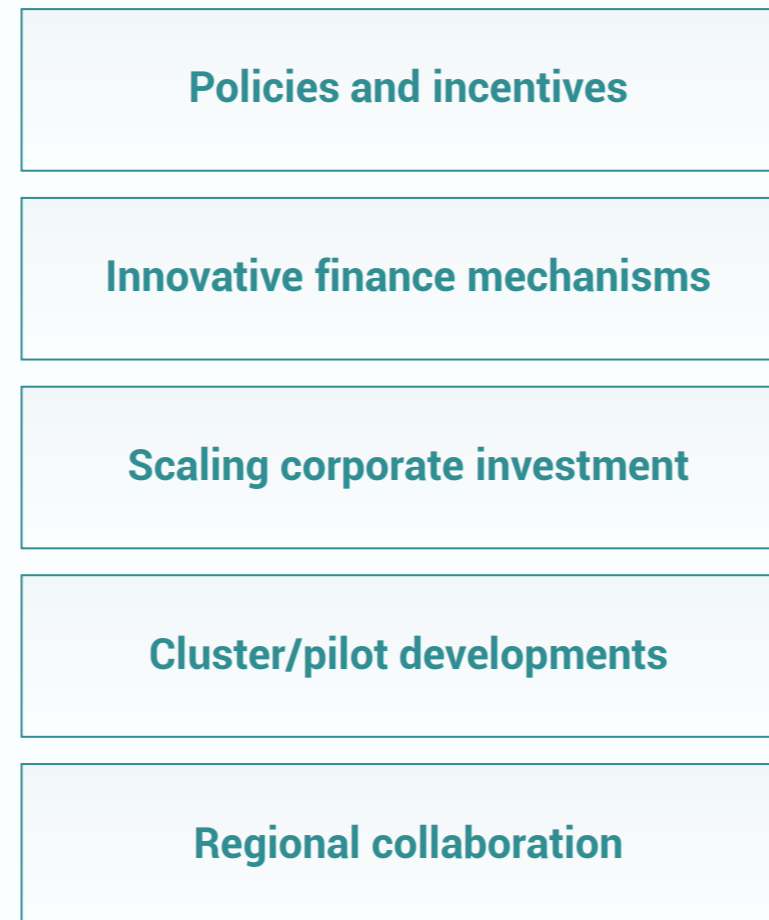 Policies and incentives
Innovative finance mechanisms
Scaling corporate investment
Cluster/pilot developments
Regional collaboration